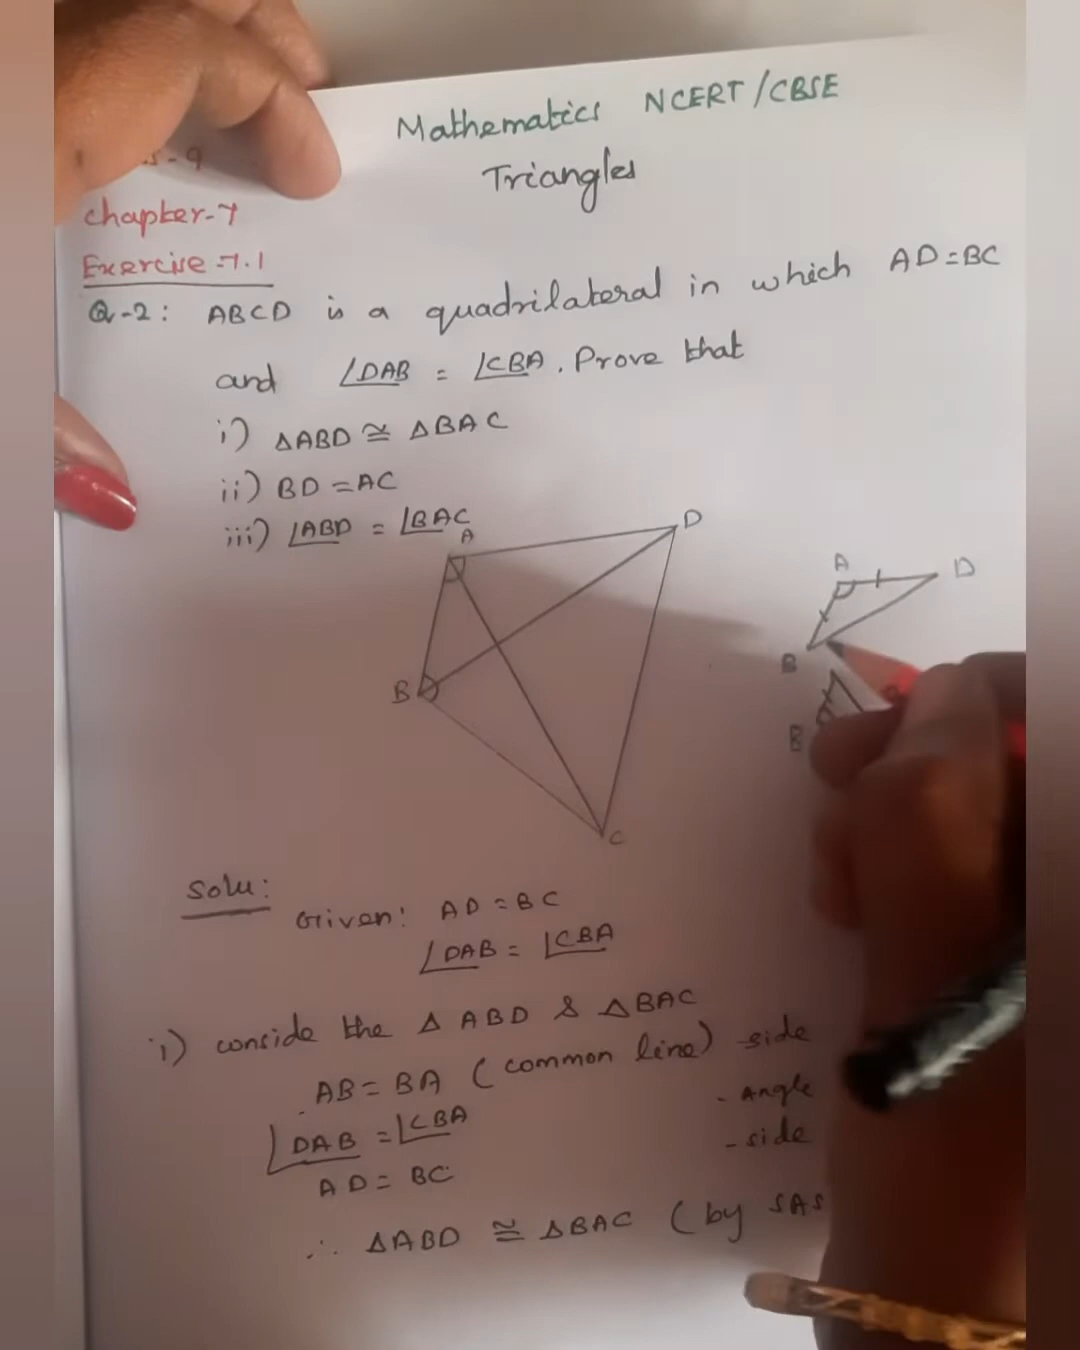 Mathematics NCERT/CBSE
Triangles
s-9
Chapter-7
Exercise-7.1
Q-2: ABCD is a quadrilateral in which AD=BC
and ∠DAB = ∠CBA. Prove that
i) ΔABD ≅ ΔBAC
ii) BD=AC
iii) ∠ABD = ∠BAC
A
D
B
C
A
D
B
B
Solu:
Given: AD=BC
∠DAB = ∠CBA
i) conside the Δ ABD & ΔBAC
AB = BA (common line) side
∠DAB = ∠CBA - Angle
AD = BC - side
∴ ΔABD ≅ ΔBAC (by SAS